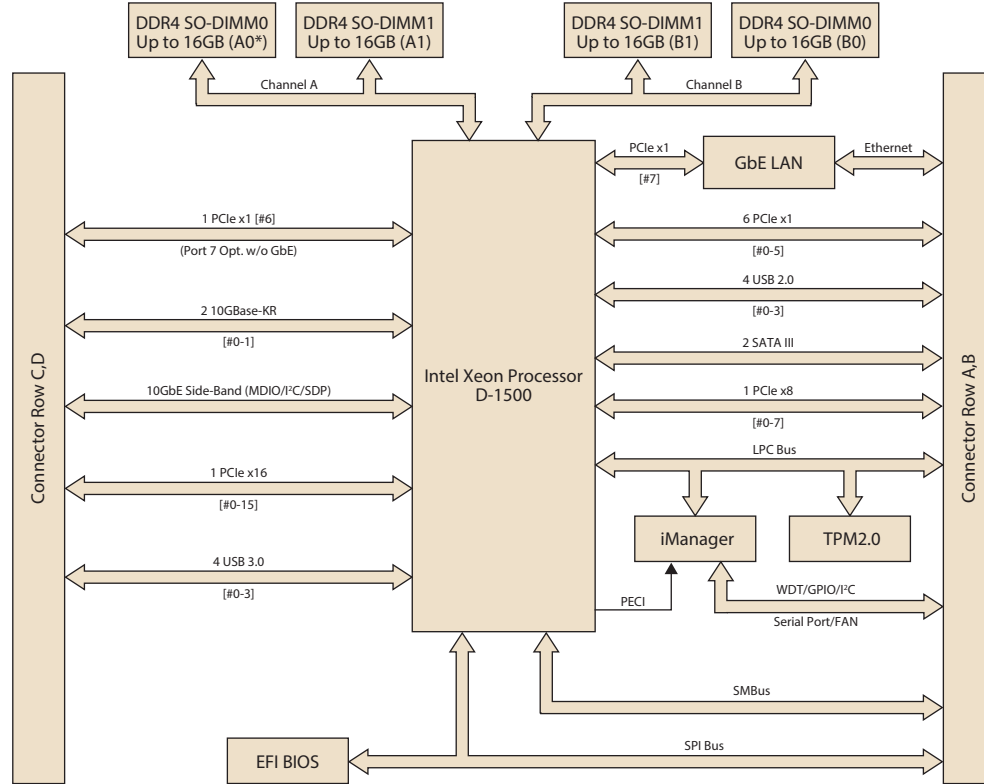 DDR4 SO-DIMM0
Up to 16GB (A0*)
DDR4 SO-DIMM1
Up to 16GB (A1)
DDR4 SO-DIMM1
Up to 16GB (B1)
DDR4 SO-DIMM0
Up to 16GB (B0)
Channel A
Channel B
Connector Row C,D
1 PCIe x1 [#6]
(Port 7 Opt. w/o GbE)
2 10GBase-KR
[#0-1]
10GbE Side-Band (MDIO/I²C/SDP)
1 PCIe x16
[#0-15]
4 USB 3.0
[#0-3]
Intel Xeon Processor
D-1500
PCIe x1
[#7]
GbE LAN
Ethernet
6 PCIe x1
[#0-5]
4 USB 2.0
[#0-3]
2 SATA III
1 PCIe x8
[#0-7]
LPC Bus
iManager
TPM2.0
PECI
WDT/GPIO/I²C
Serial Port/FAN
SMBus
SPI Bus
EFI BIOS
Connector Row A,B